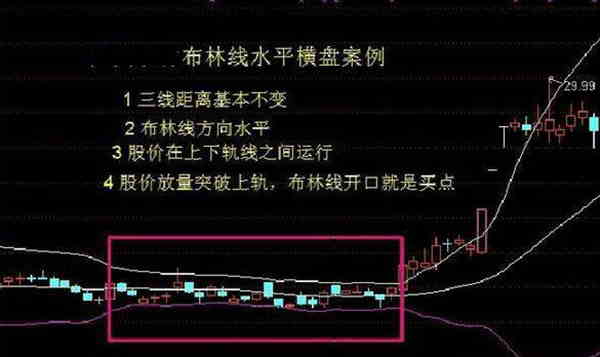 布林线水平横盘案例
1 三线距离基本不变
2 布林线方向水平
3 股价在上下轨线之间运行
4 股价放量突破上轨，布林线开口就是买点
29.99